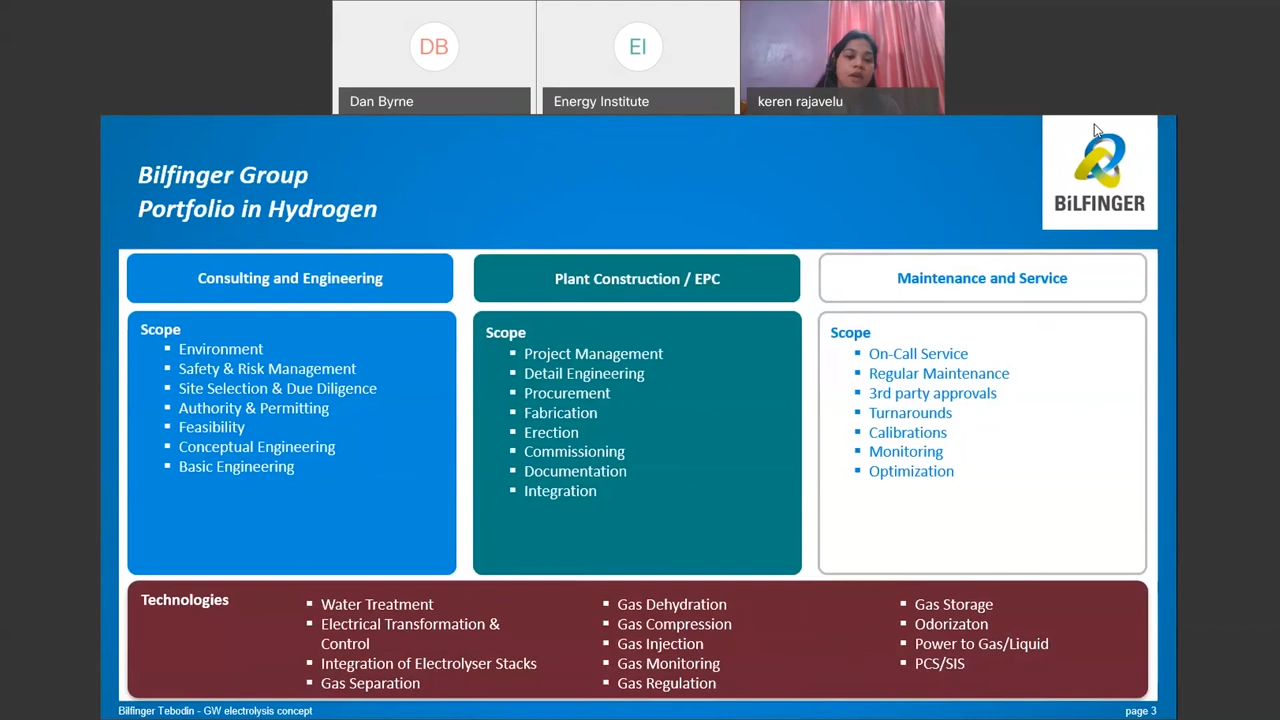 DB
EI
Dan Byrne
Energy Institute
keren rajavelu
Bilfinger Group
Portfolio in Hydrogen
BiLFINGER
Consulting and Engineering
Scope
Environment
Safety & Risk Management
Site Selection & Due Diligence
Authority & Permitting
Feasibility
Conceptual Engineering
Basic Engineering
Plant Construction / EPC
Scope
Project Management
Detail Engineering
Procurement
Fabrication
Erection
Commissioning
Documentation
Integration
Maintenance and Service
Scope
On-Call Service
Regular Maintenance
3rd party approvals
Turnarounds
Calibrations
Monitoring
Optimization
Technologies
Water Treatment
Electrical Transformation &
Control
Integration of Electrolyser Stacks
Gas Separation
Gas Dehydration
Gas Compression
Gas Injection
Gas Monitoring
Gas Regulation
Gas Storage
Odorizaton
Power to Gas/Liquid
PCS/SIS
Bilfinger Tebodin - GW electrolysis concept
page 3